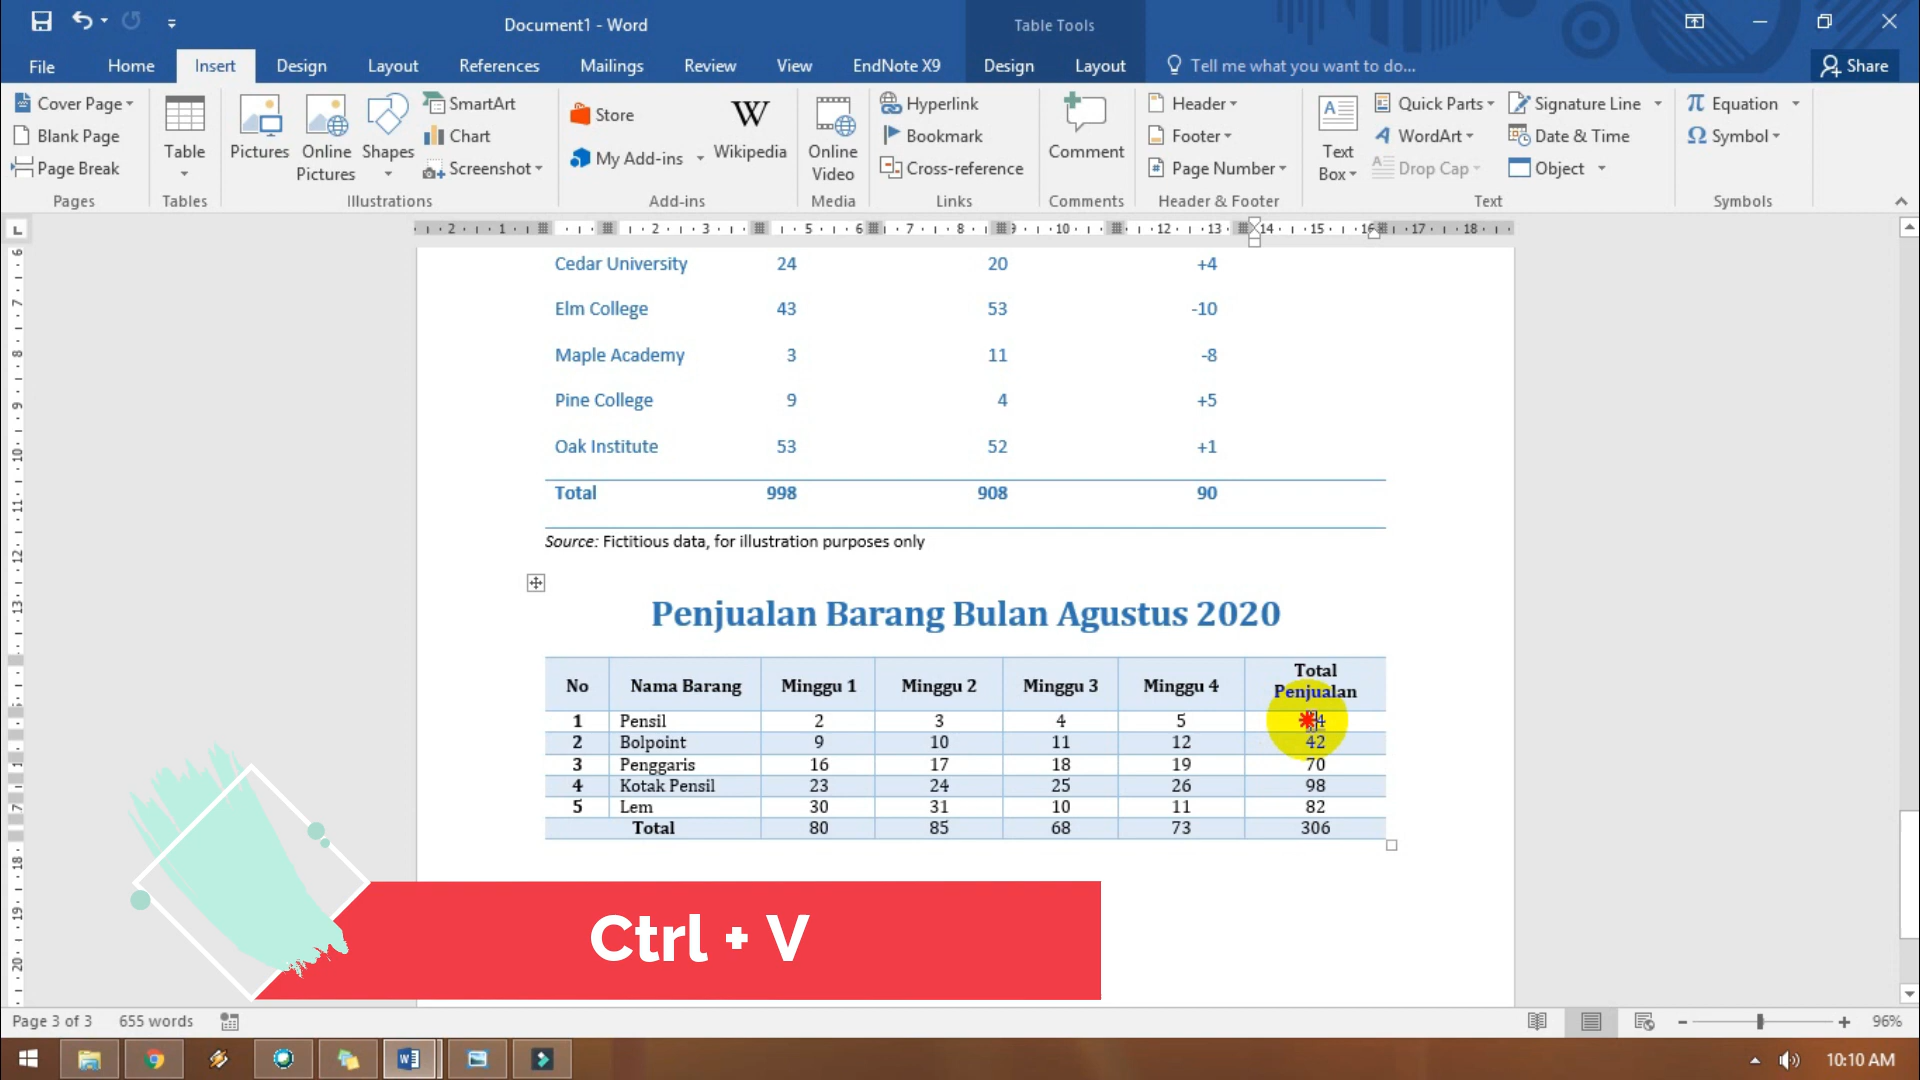 Document1 - Word
Table Tools
File Home Insert Design Layout References Mailings Review View EndNote X9 Design Layout Tell me what you want to do... Share
Cover Page
Blank Page
Page Break
Pages
Table
Tables
Pictures
Online
Pictures
Shapes
SmartArt
Chart
Screenshot
Illustrations
Store
My Add-ins
Wikipedia
Add-ins
Online
Video
Media
Hyperlink
Bookmark
Cross-reference
Links
Comment
Comments
Header
Footer
Page Number
Header & Footer
Text
Box
Quick Parts
WordArt
Drop Cap
Signature Line
Date & Time
Object
Text
Equation
Symbol
Symbols
Cedar University 24 20 +4
Elm College 43 53 -10
Maple Academy 3 11 -8
Pine College 9 4 +5
Oak Institute 53 52 +1
Total 998 908 90
Source: Fictitious data, for illustration purposes only
Penjualan Barang Bulan Agustus 2020
No Nama Barang Minggu 1 Minggu 2 Minggu 3 Minggu 4 Total
Penjualan
1 Pensil 2 3 4 5
2 Bolpoint 9 10 11 12 42
3 Penggaris 16 17 18 19 70
4 Kotak Pensil 23 24 25 26 98
5 Lem 30 31 10 11 82
Total 80 85 68 73 306
Ctrl + V
Page 3 of 3 655 words 96%
10:10 AM